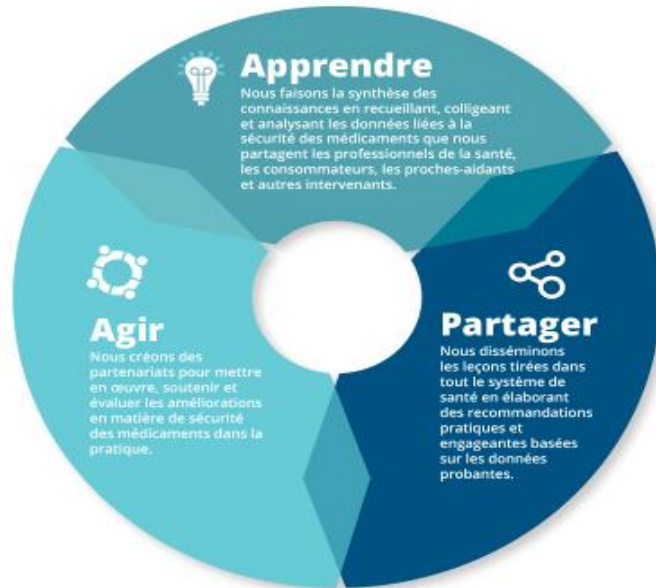 Apprendre
Nous faisons la synthèse des
connaissances en recueillant, colligeant
et analysant les données liées à la
sécurité des médicaments que nous
partagent les professionnels de la santé,
les consommateurs, les proches-aidants
et autres intervenants.
Partager
Nous disséminons
les leçons tirées dans
tout le système de
santé en élaborant
des recommandations
pratiques et
engageantes basées
sur les données
probantes.
Agir
Nous créons des
partenariats pour mettre
en œuvre, soutenir et
évaluer les améliorations
en matière de sécurité
des médicaments dans la
pratique.